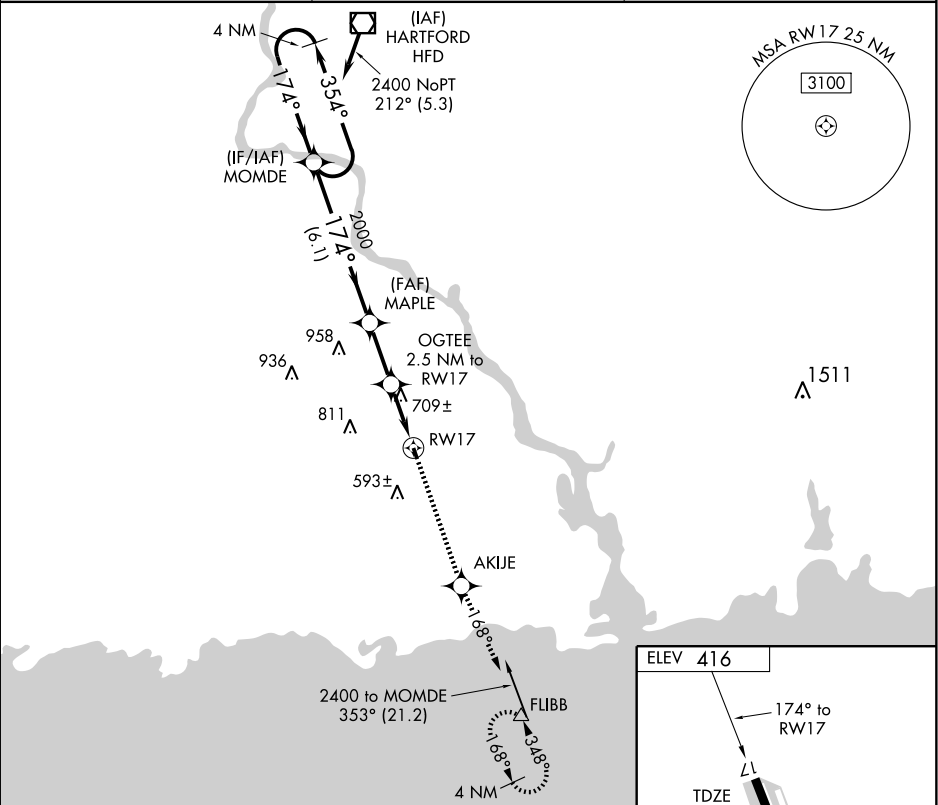 4 NM
(IAF)
HARTFORD
HFD
2400 NoPT
212° (5.3)
174°
354°
(IF/IAF)
MOMDE
MSA RW17 25 NM
3100
2000
174°
(6.1)
(FAF)
MAPLE
958
936
OGTEE
2.5 NM to
RW17
709±
811
RW17
593±
1511
AKIJE
168°
2400 to MOMDE
353° (21.2)
FLIBB
168°
348°
4 NM
ELEV 416
174° to
RW17
17
TDZE